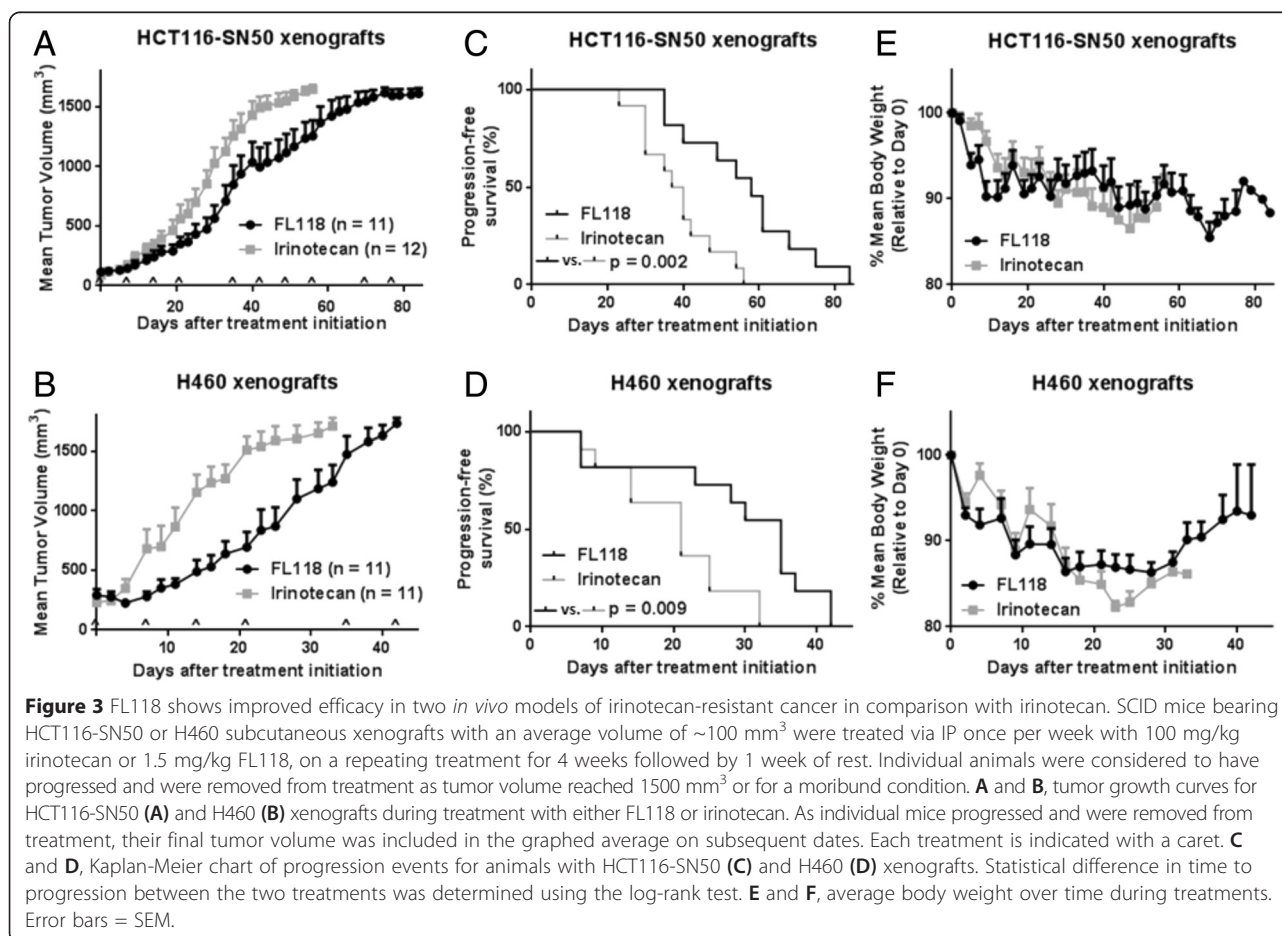 A
HCT116-SN50 xenografts
Mean Tumor Volume (mm3)
1500
1000
500
0
FL118 (n = 11)
Irinotecan (n = 12)
^ ^ ^ ^ ^ ^ ^ ^ ^ ^
20 40 60 80
Days after treatment initiation
C
HCT116-SN50 xenografts
Progression-free
survival (%)
100
50
0
FL118
Irinotecan
vs. p = 0.002
0 20 40 60 80
Days after treatment initiation
E
HCT116-SN50 xenografts
% Mean Body Weight
(Relative to Day 0)
100
90
80
FL118
Irinotecan
0 20 40 60 80
Days after treatment initiation
B
H460 xenografts
Mean Tumor Volume (mm3)
1500
1000
500
0
FL118 (n = 11)
Irinotecan (n = 11)
^ ^ ^ ^ ^ ^
10 20 30 40
Days after treatment initiation
D
H460 xenografts
Progression-free
survival (%)
100
50
0
FL118
Irinotecan
vs. p = 0.009
0 10 20 30 40
Days after treatment initiation
F
H460 xenografts
% Mean Body Weight
(Relative to Day 0)
100
90
80
FL118
Irinotecan
0 10 20 30 40
Days after treatment initiation
Figure 3 FL118 shows improved efficacy in two in vivo models of irinotecan-resistant cancer in comparison with irinotecan. SCID mice bearing
HCT116-SN50 or H460 subcutaneous xenografts with an average volume of ~100 mm3 were treated via IP once per week with 100 mg/kg
irinotecan or 1.5 mg/kg FL118, on a repeating treatment for 4 weeks followed by 1 week of rest. Individual animals were considered to have
progressed and were removed from treatment as tumor volume reached 1500 mm3 or for a moribund condition. A and B, tumor growth curves for
HCT116-SN50 (A) and H460 (B) xenografts during treatment with either FL118 or irinotecan. As individual mice progressed and were removed from
treatment, their final tumor volume was included in the graphed average on subsequent dates. Each treatment is indicated with a caret. C
and D, Kaplan-Meier chart of progression events for animals with HCT116-SN50 (C) and H460 (D) xenografts. Statistical difference in time to
progression between the two treatments was determined using the log-rank test. E and F, average body weight over time during treatments.
Error bars = SEM.